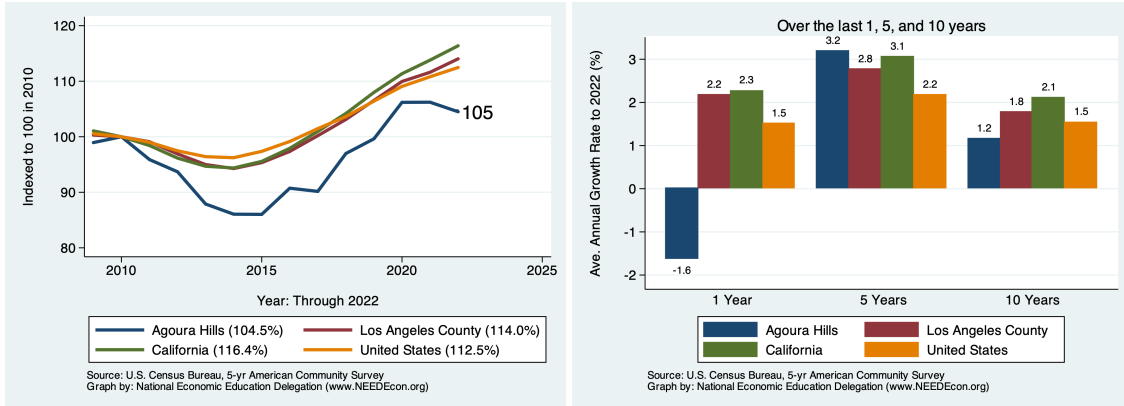 120
110
100
90
80
Indexed to 100 in 2010
105
2010
2015
2020
2025
Year: Through 2022
Agoura Hills (104.5%)
Los Angeles County (114.0%)
California (116.4%)
United States (112.5%)
Source: U.S. Census Bureau, 5-yr American Community Survey
Graph by: National Economic Education Delegation (www.NEEDEcon.org)
Over the last 1, 5, and 10 years
Ave. Annual Growth Rate to 2022 (%)
3
2
1
0
-1
-2
-1.6
2.2
2.3
1.5
3.2
2.8
3.1
2.2
1.2
1.8
2.1
1.5
1 Year
5 Years
10 Years
Agoura Hills
Los Angeles County
California
United States
Source: U.S. Census Bureau, 5-yr American Community Survey
Graph by: National Economic Education Delegation (www.NEEDEcon.org)